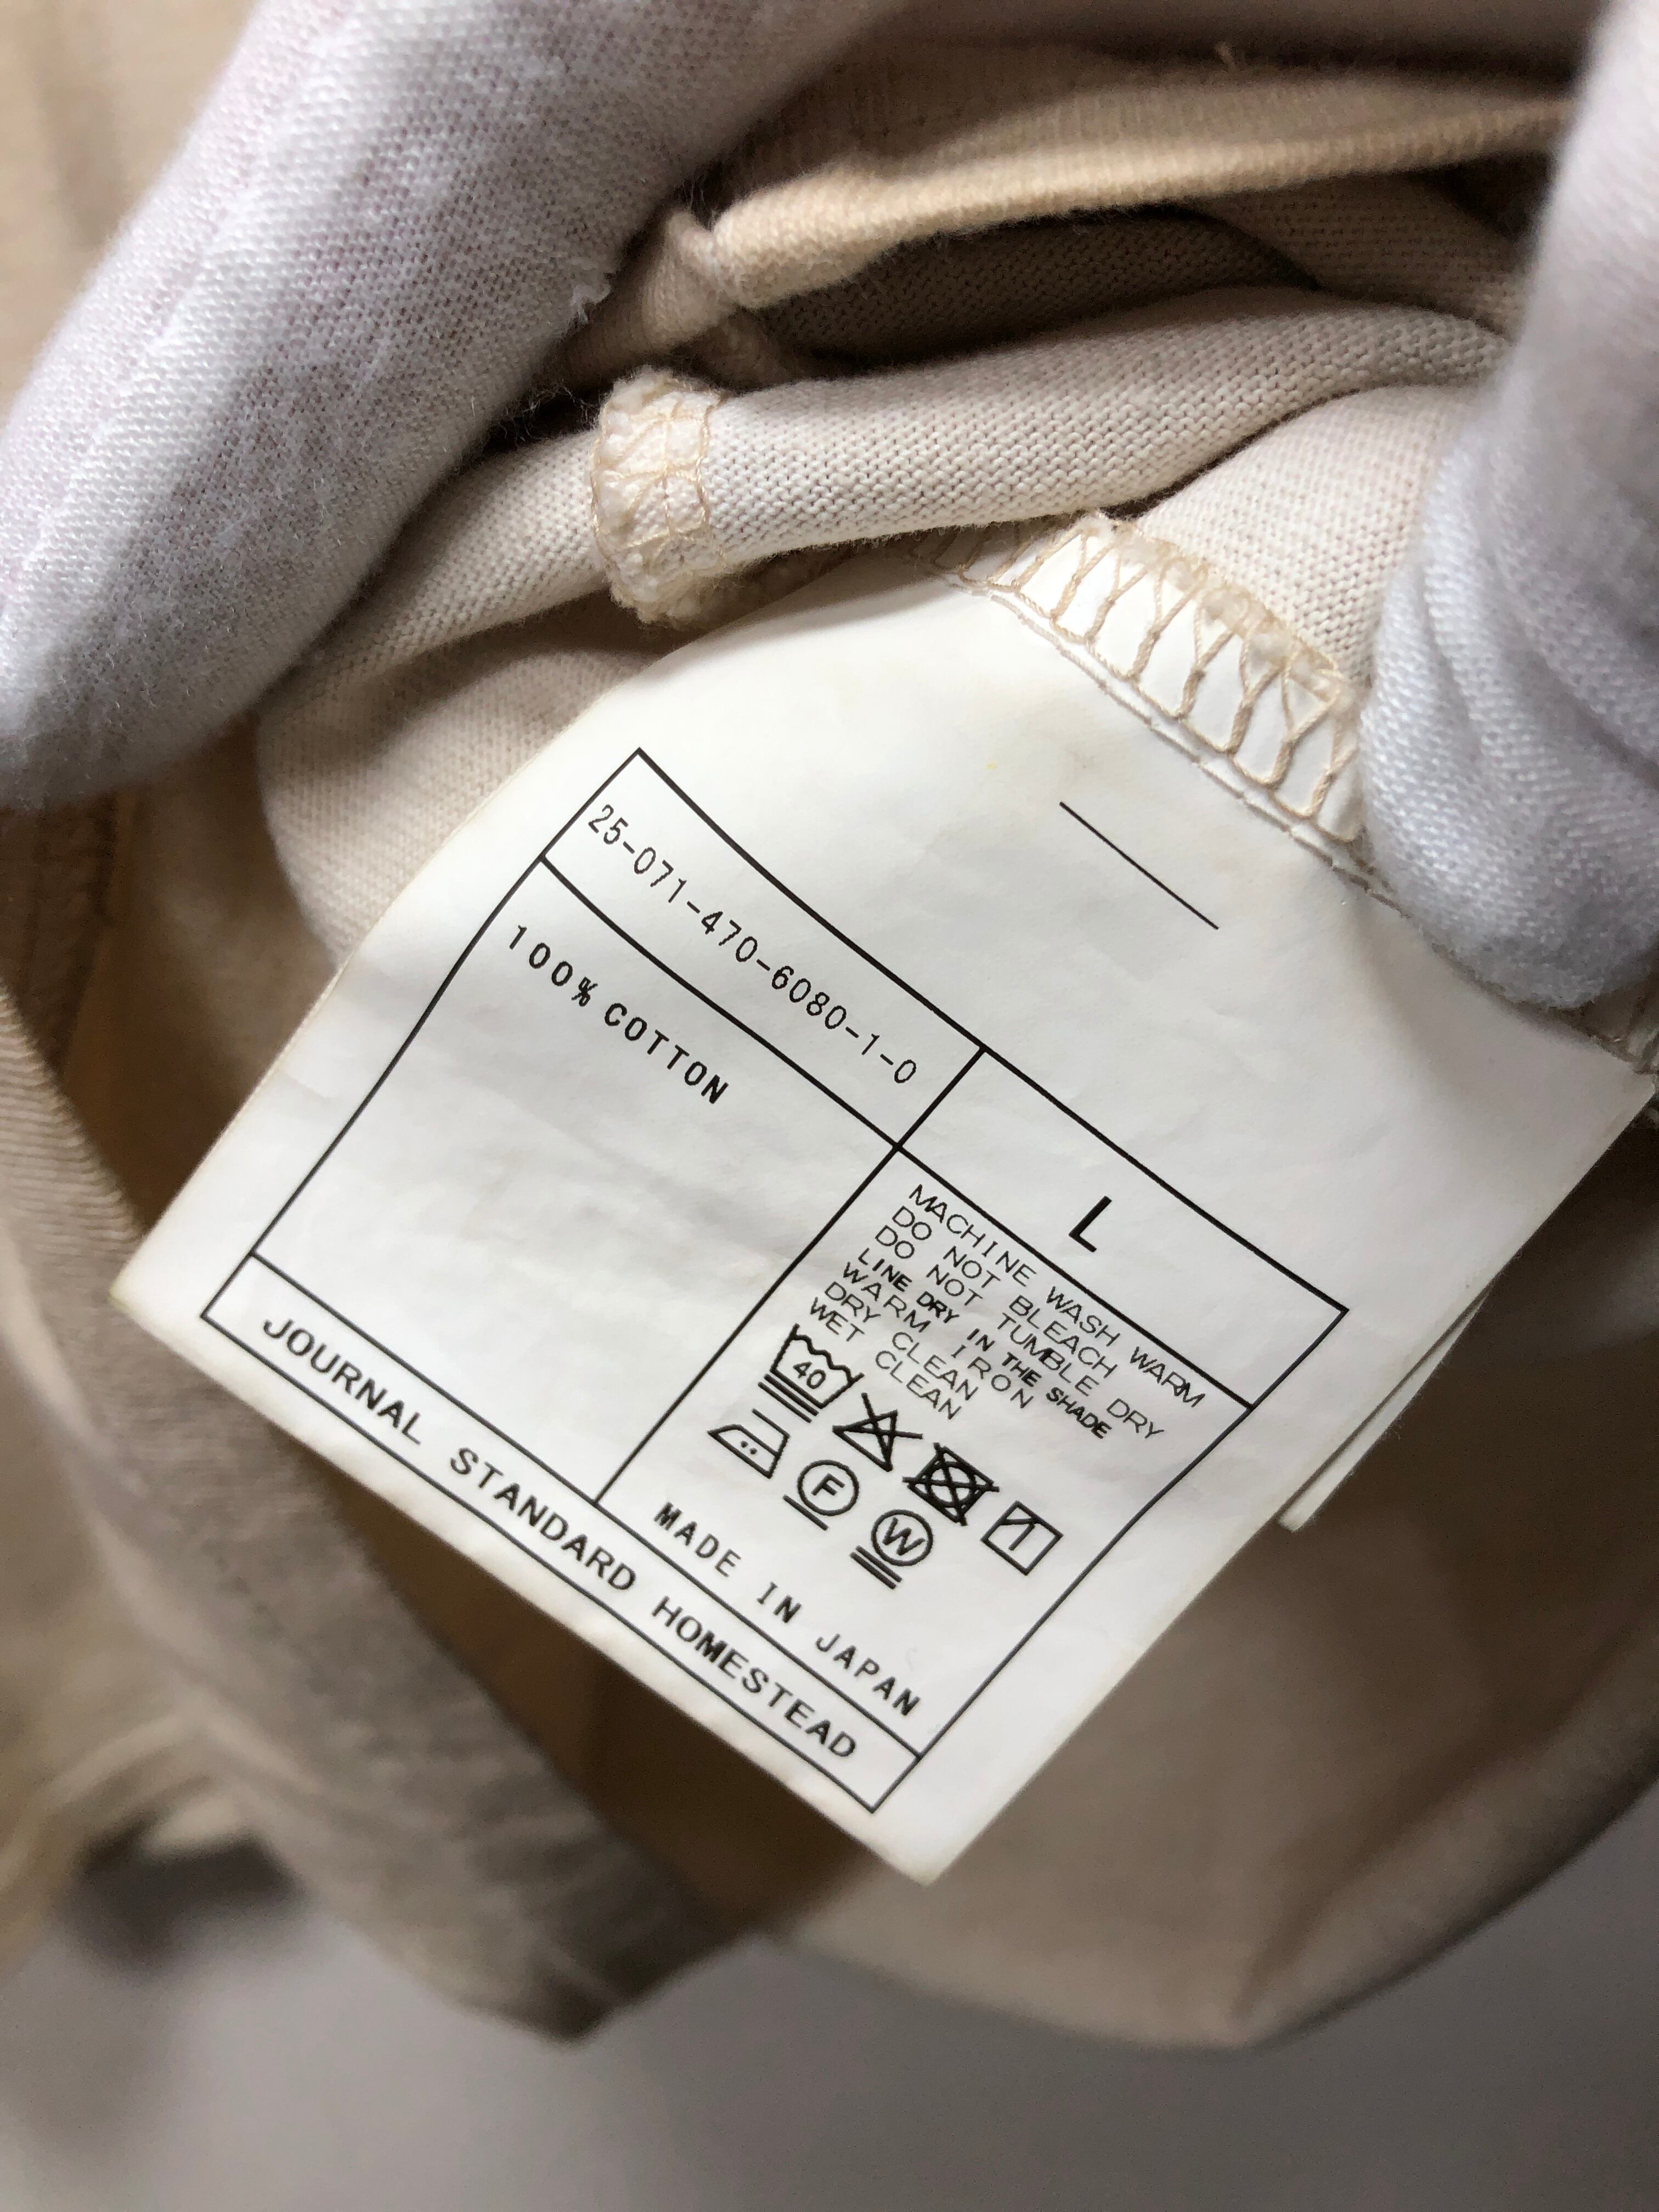 25-071-470-6080-1-0
L
100% COTTON
MACHINE WASH WARM
DO NOT BLEACH
DO NOT TUMBLE DRY
LINE DRY IN THE SHADE
WARM IRON
DRY CLEAN
WET CLEAN
40
F
W
MADE IN JAPAN
JOURNAL STANDARD HOMESTEAD